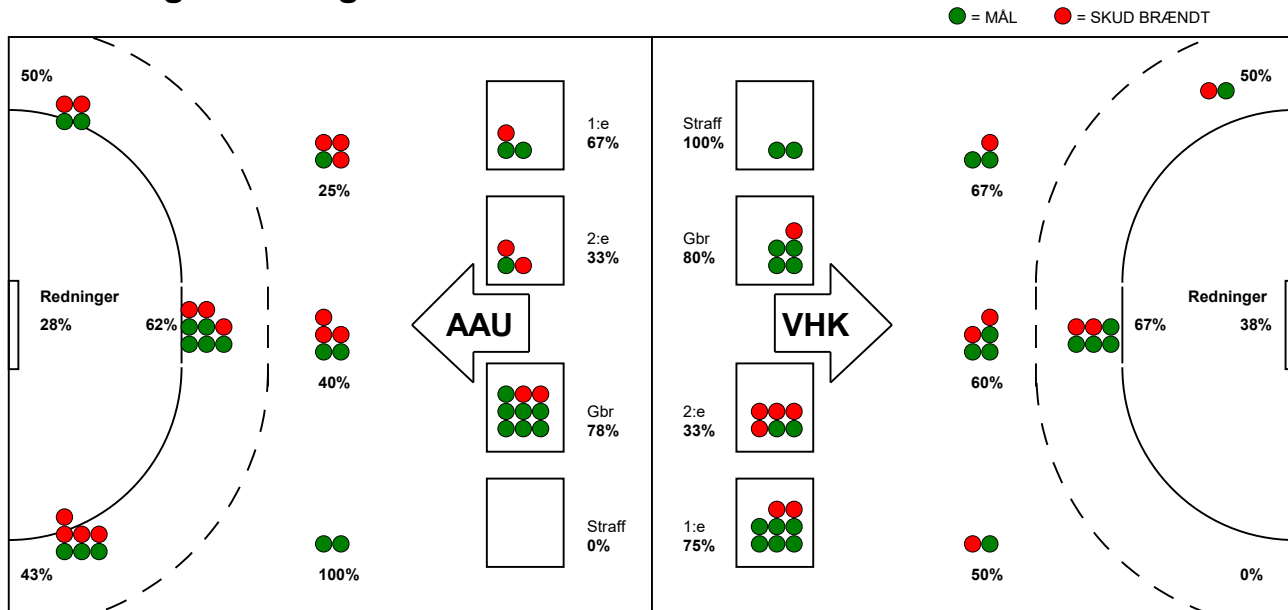 = MÅL = SKUD BRÆNDT
50%
25%
1:e
67%
2:e
33%
Redninger
28%
62%
40%
AAU
Gbr
78%
Straff
0%
43%
100%
Straff
100%
Gbr
80%
VHK
2:e
33%
1:e
75%
50%
67%
60%
67%
Redninger
38%
50%
0%